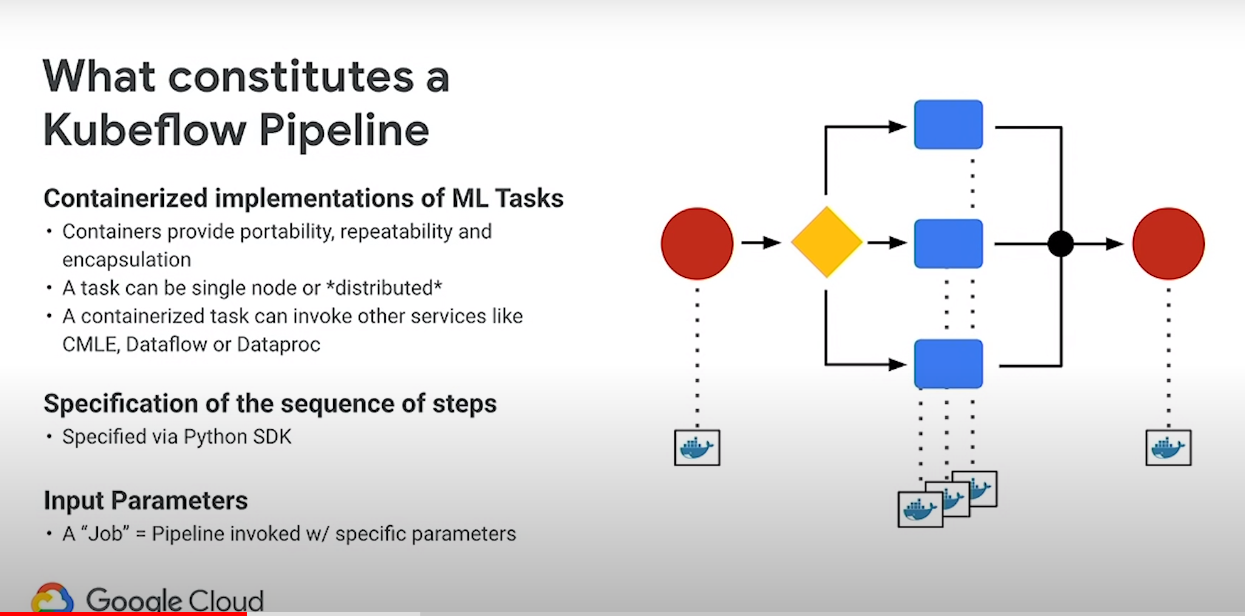 What constitutes a
Kubeflow Pipeline
Containerized implementations of ML Tasks
• Containers provide portability, repeatability and
encapsulation
• A task can be single node or *distributed*
• A containerized task can invoke other services like
CMLE, Dataflow or Dataproc
Specification of the sequence of steps
• Specified via Python SDK
Input Parameters
• A “Job” = Pipeline invoked w/ specific parameters
Google Cloud